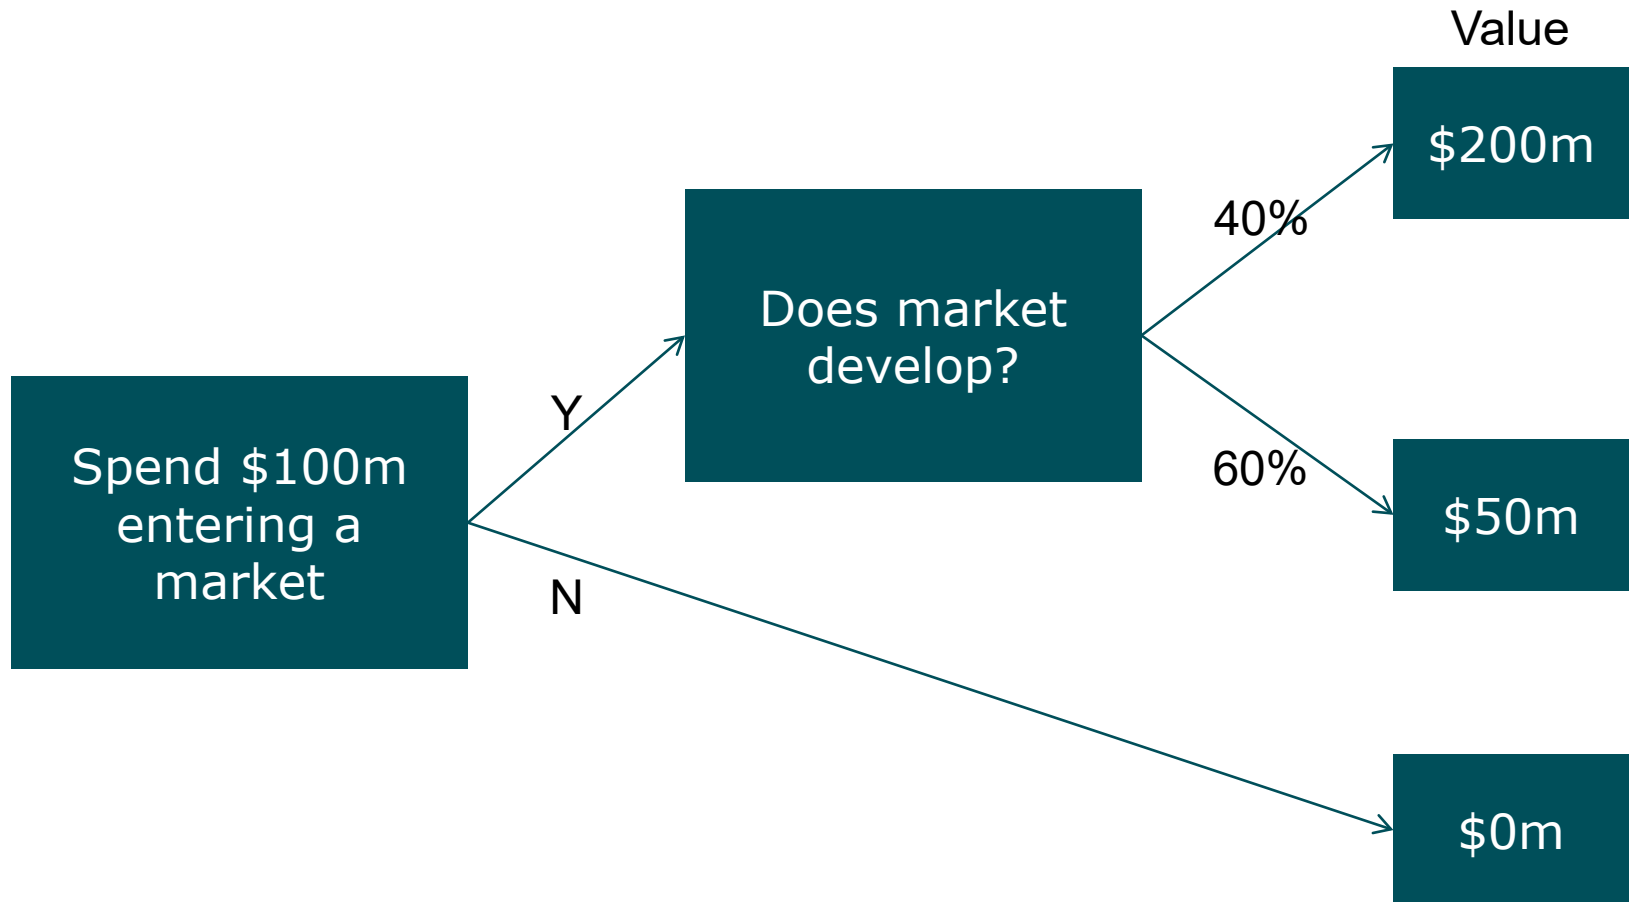 Value
$200m
40%
Does market
develop?
Y
Spend $100m
entering a
market
60%
$50m
N
$0m